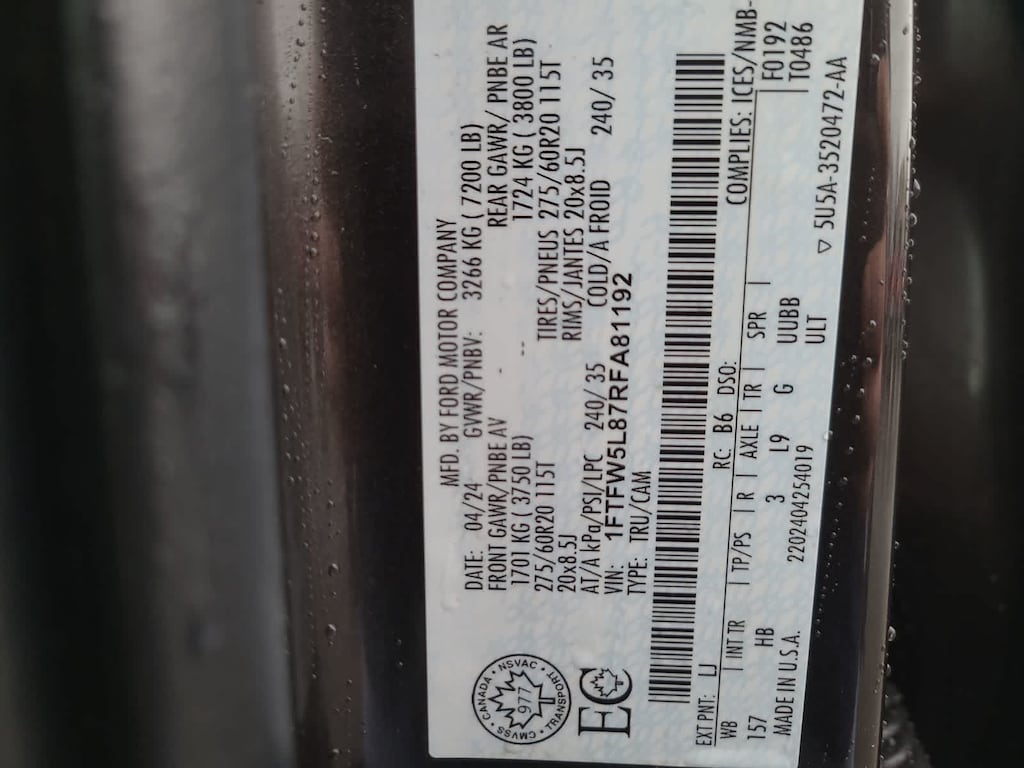 MFD. BY FORD MOTOR COMPANY
DATE: 04/24 GVWR/PNBV: 3266 KG ( 7200 LB)
FRONT GAWR/PNBE AV REAR GAWR/ PNBE AR
1701 KG ( 3750 LB) 1724 KG ( 3800 LB)
275/60R20 115T TIRES/PNEUS 275/60R20 115T
20x8.5J RIMS/JANTES 20x8.5J
AT/A kPa/PSI/LPC 240/ 35 COLD/A FROID 240/ 35
VIN: 1FTFW5L87RFA81192
TYPE: TRU/CAM
CANADA
CMVSS • NSVAC
977
TRANSPORT
EC
EXT PNT: LJ RC: B6 DSO: COMPLIES: ICES/NMB-
WB INT TR TP/PS R AXLE TR SPR F0192
157 HB 3 L9 G UUBB T0486
ULT
MADE IN U.S.A. 2202404254019 ▽ 5U5A-3520472-AA